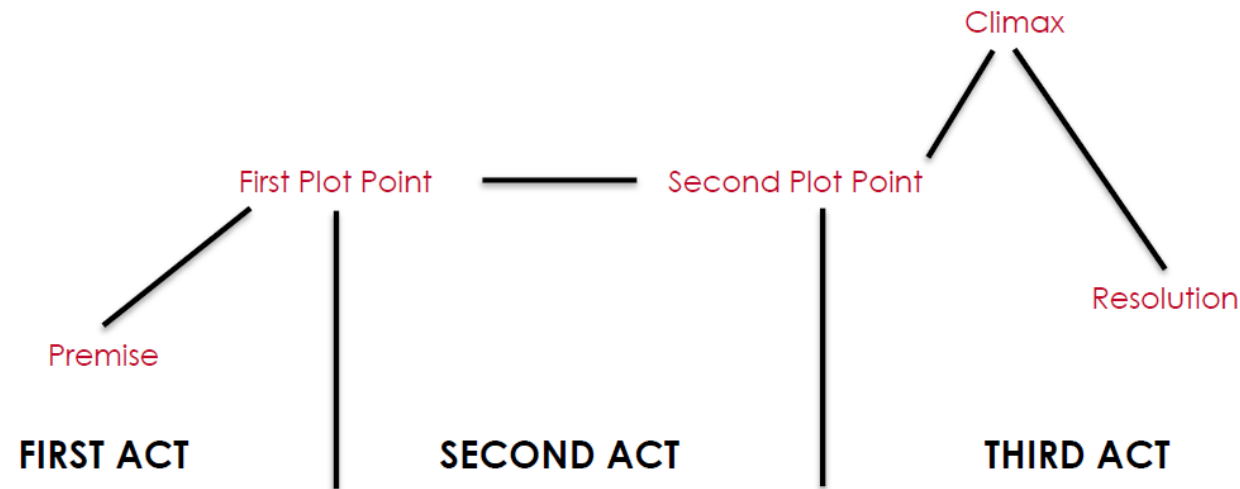 Climax
First Plot Point
Second Plot Point
Resolution
Premise
FIRST ACT
SECOND ACT
THIRD ACT